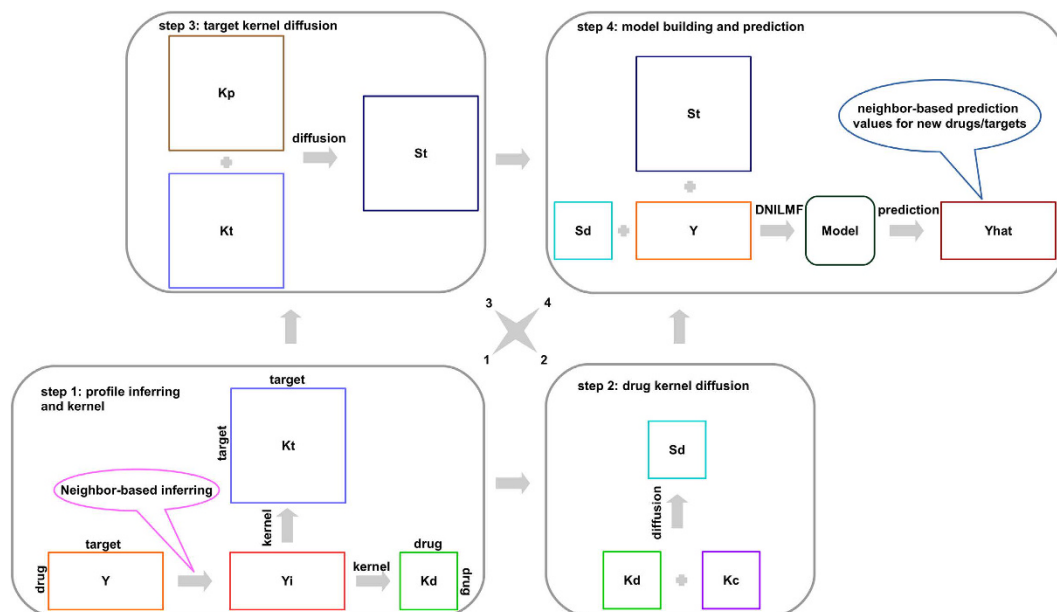 step 3: target kernel diffusion
Kp
diffusion
St
Kt
step 4: model building and prediction
St
neighbor-based prediction
values for new drugs/targets
Sd
Y
DNILMF
Model
prediction
Yhat
3
4
1
2
step 1: profile inferring
and kernel
target
target
Kt
Neighbor-based inferring
kernel
target
drug
Y
Yi
kernel
drug
Kd
drug
step 2: drug kernel diffusion
Sd
diffusion
Kd
Kc